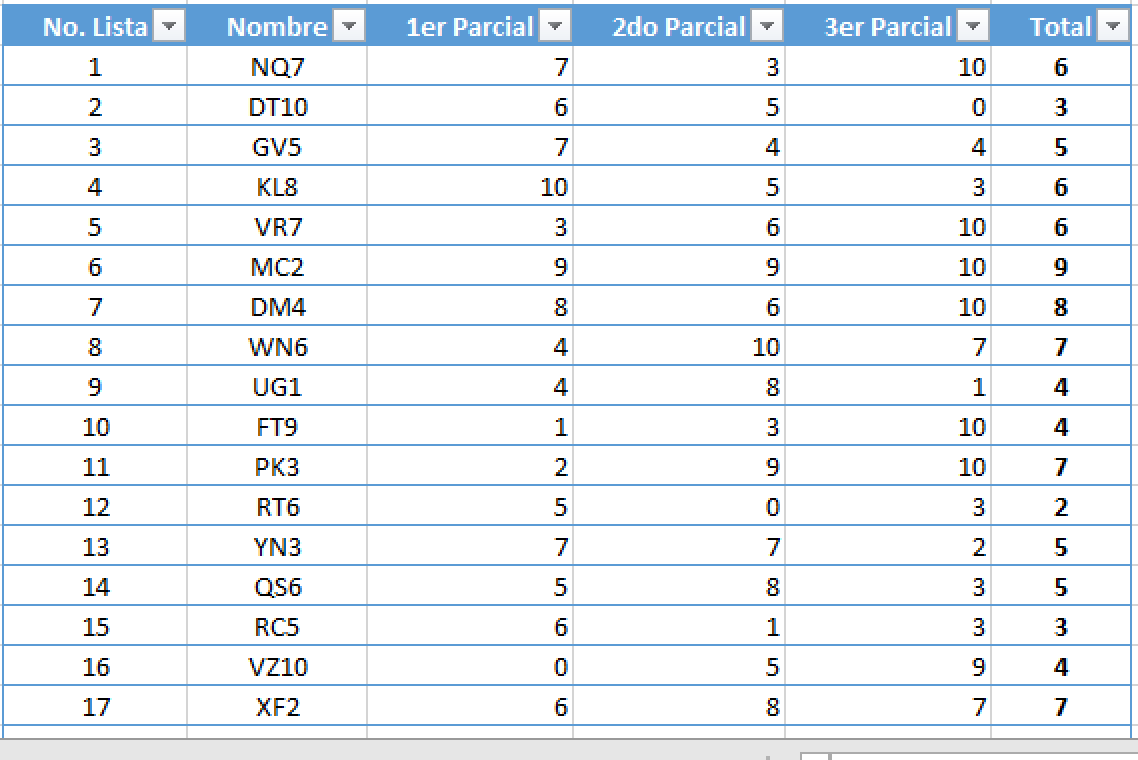 No. Lista Nombre 1er Parcial 2do Parcial 3er Parcial Total
1 NQ7 7 3 10 6
2 DT10 6 5 0 3
3 GV5 7 4 4 5
4 KL8 10 5 3 6
5 VR7 3 6 10 6
6 MC2 9 9 10 9
7 DM4 8 6 10 8
8 WN6 4 10 7 7
9 UG1 4 8 1 4
10 FT9 1 3 10 4
11 PK3 2 9 10 7
12 RT6 5 0 3 2
13 YN3 7 7 2 5
14 QS6 5 8 3 5
15 RC5 6 1 3 3
16 VZ10 0 5 9 4
17 XF2 6 8 7 7